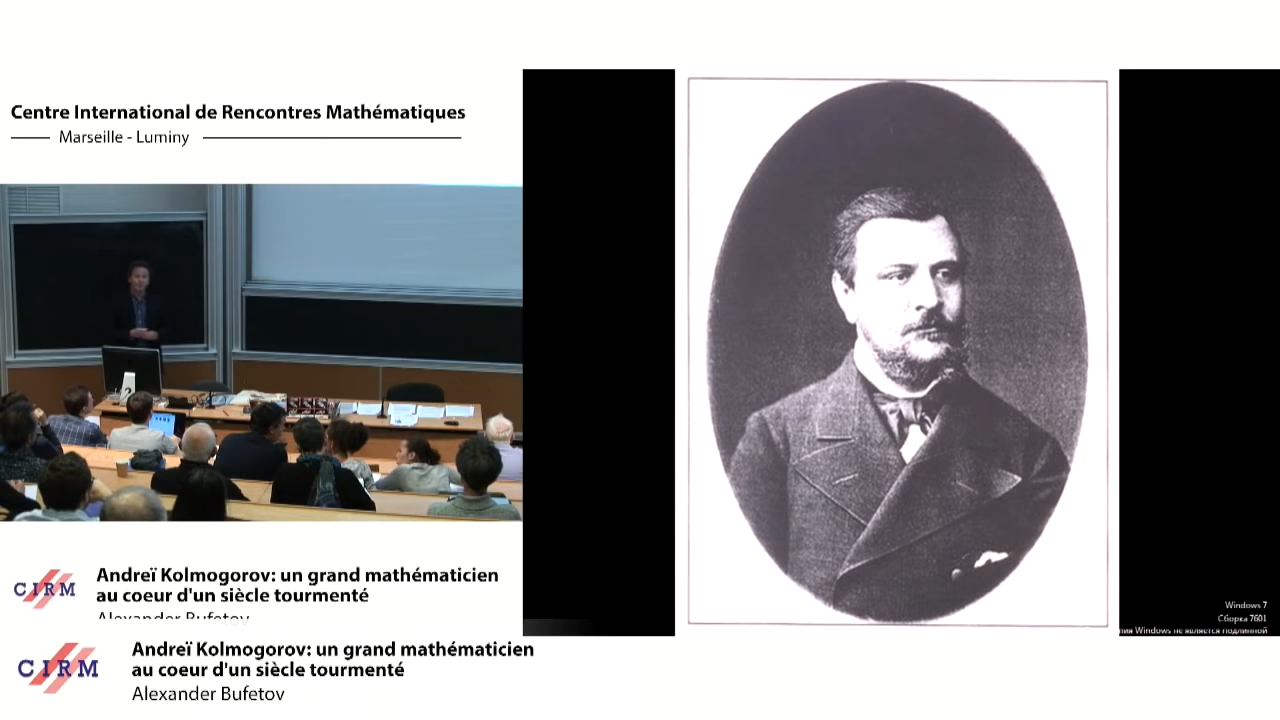 Centre International de Rencontres Mathématiques
Marseille - Luminy
CIRM
Andreï Kolmogorov: un grand mathématicien
au coeur d'un siècle tourmenté
Alexander Bufetov
CIRM
Andreï Kolmogorov: un grand mathématicien
au coeur d'un siècle tourmenté
Alexander Bufetov
Windows 7
Сборка 7601
Windows не является подлинной